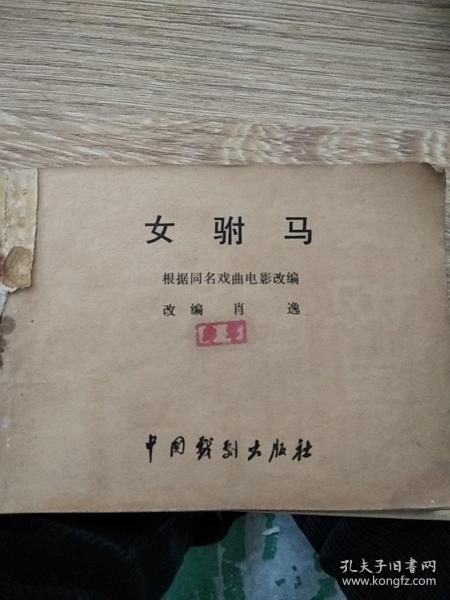 女驸马
根据同名戏曲电影改编
改编 肖逸
中国戏剧出版社
孔夫子旧书网
www.kongfz.com